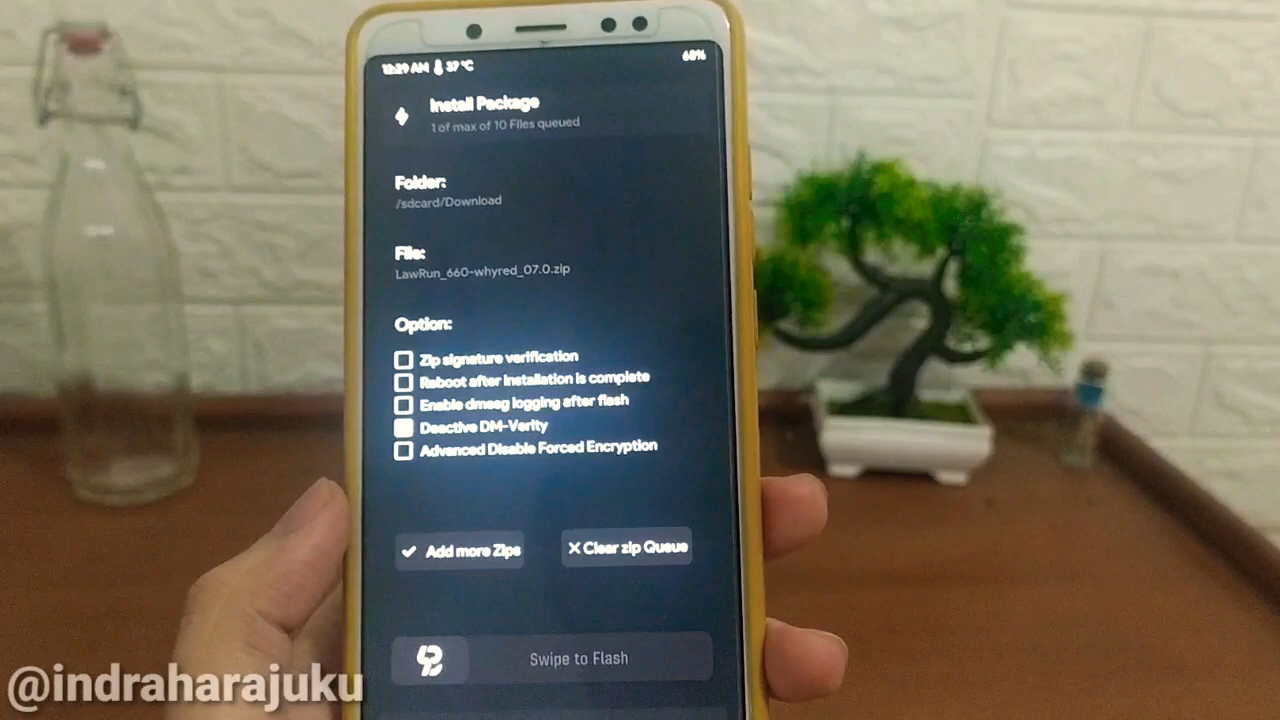 12:29 AM 37 °C 68%
Install Package
1 of max of 10 Files queued
Folder:
/sdcard/Download
File:
LawRun_660-whyred_07.0.zip
Option:
Zip signature verification
Reboot after installation is complete
Enable dmesg logging after flash
Deactive DM-Verity
Advanced Disable Forced Encryption
Add more Zips
Clear zip Queue
Swipe to Flash
@indraharajuku